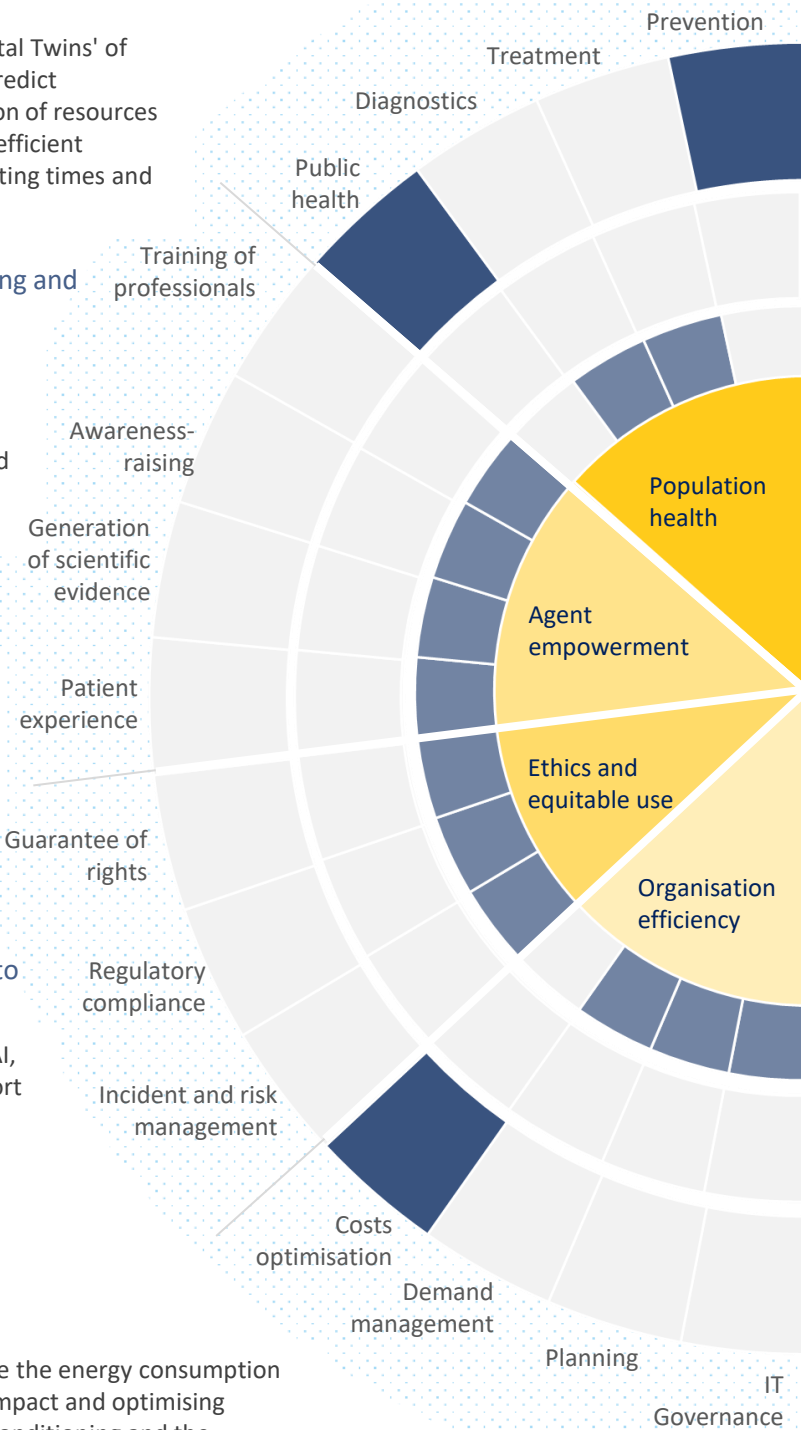 tal Twins' of
redict
on of resources
efficient
ting times and
ng and
d
to
AI,
ort
e the energy consumption
mpact and optimising
Prevention
Treatment
Diagnostics
Public
health
Training of
professionals
Awareness-
raising
Generation
of scientific
evidence
Patient
experience
Guarantee of
rights
Regulatory
compliance
Incident and risk
management
Costs
optimisation
Demand
management
Planning
IT
Governance
Population
health
Agent
empowerment
Ethics and
equitable use
Organisation
efficiency